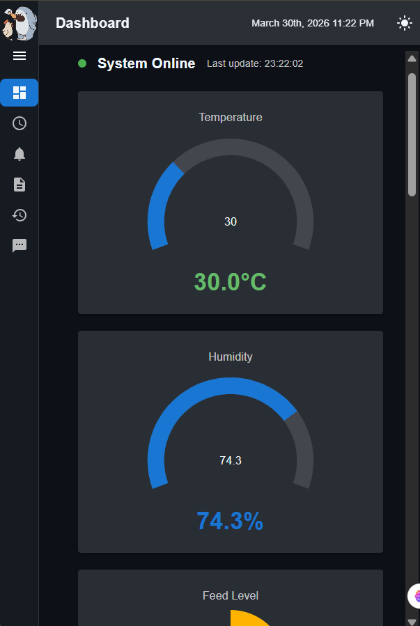 Dashboard
March 30th, 2026 11:22 PM
System Online Last update: 23:22:02
Temperature
30
30.0°C
Humidity
74.3
74.3%
Feed Level